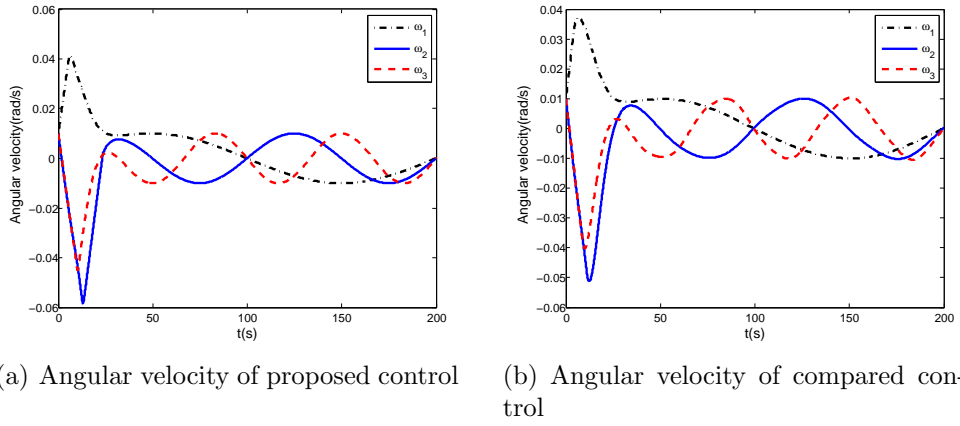 0.06
0.04
0.02
0
−0.02
−0.04
−0.06
Angular velocity(rad/s)
0 50 100 150 200
t(s)
ω1
ω2
ω3
0.04
0.03
0.02
0.01
0
−0.01
−0.02
−0.03
−0.04
−0.05
−0.06
Angular velocity(rad/s)
0 50 100 150 200
t(s)
ω1
ω2
ω3
(a) Angular velocity of proposed control
(b) Angular velocity of compared con-
trol